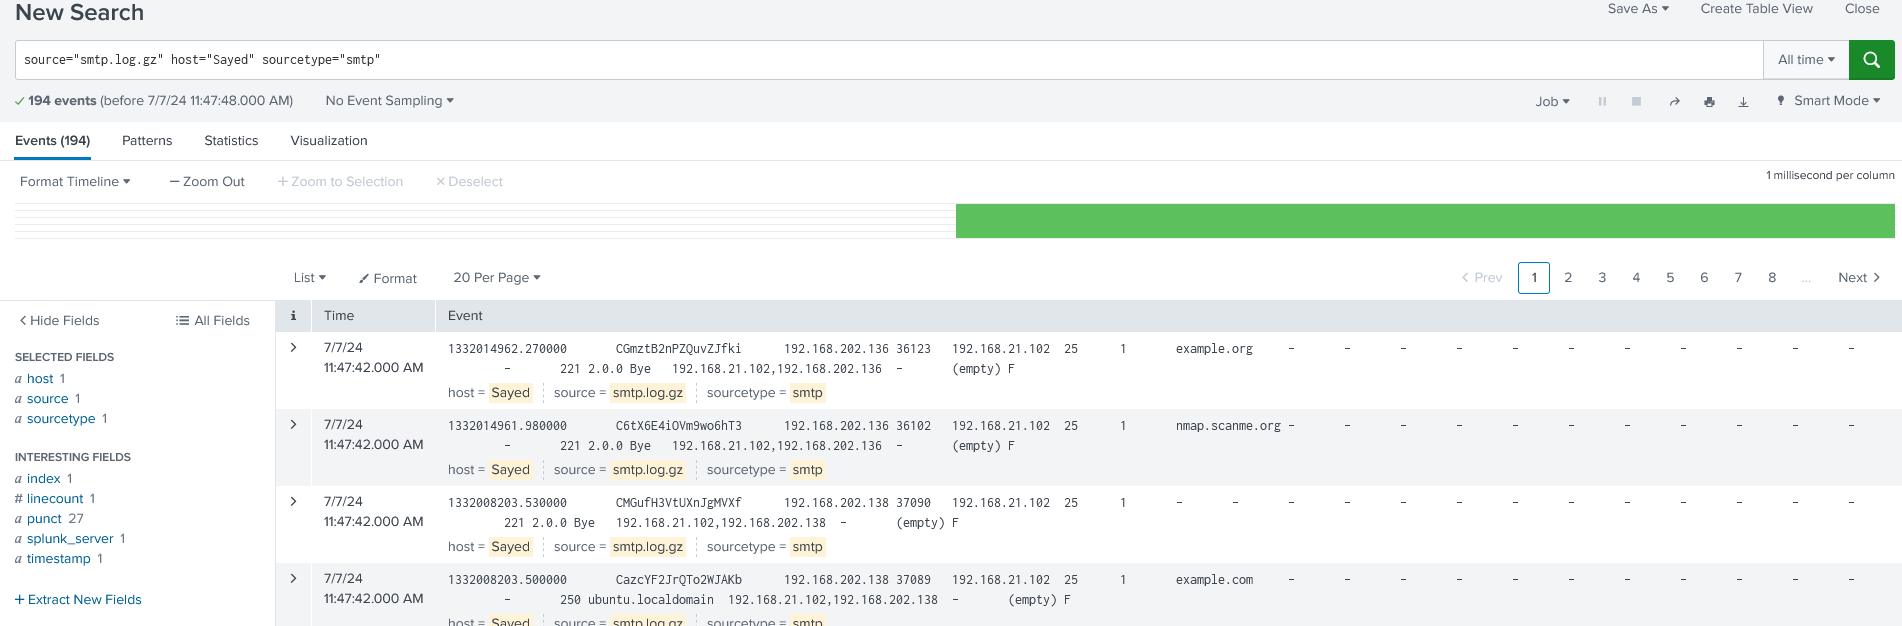 New Search
Save As Create Table View Close
source="smtp.log.gz" host="Sayed" sourcetype="smtp"
All time
194 events (before 7/7/24 11:47:48.000 AM) No Event Sampling
Job Smart Mode
Events (194) Patterns Statistics Visualization
Format Timeline — Zoom Out + Zoom to Selection × Deselect
1 millisecond per column
List Format 20 Per Page
< Prev 1 2 3 4 5 6 7 8 ... Next >
< Hide Fields All Fields
SELECTED FIELDS
a host 1
a source 1
a sourcetype 1
INTERESTING FIELDS
a index 1
# linecount 1
a punct 27
a splunk_server 1
a timestamp 1
+ Extract New Fields
i Time Event
> 7/7/24
11:47:42.000 AM
1332014962.270000 CGmztB2nPZQuvZJfki 192.168.202.136 36123 192.168.21.102 25 1 example.org - - - - - - - - - - -
- 221 2.0.0 Bye 192.168.21.102,192.168.202.136 - (empty) F
host = Sayed source = smtp.log.gz sourcetype = smtp
> 7/7/24
11:47:42.000 AM
1332014961.980000 C6tX6E4iOVm9wo6hT3 192.168.202.136 36102 192.168.21.102 25 1 nmap.scanme.org - - - - - - - - - - -
- 221 2.0.0 Bye 192.168.21.102,192.168.202.136 - (empty) F
host = Sayed source = smtp.log.gz sourcetype = smtp
> 7/7/24
11:47:42.000 AM
1332008203.530000 CMGufH3VtUXnJgMVXf 192.168.202.138 37090 192.168.21.102 25 1 - - - - - - - - - - - - -
221 2.0.0 Bye 192.168.21.102,192.168.202.138 - (empty) F
host = Sayed source = smtp.log.gz sourcetype = smtp
> 7/7/24
11:47:42.000 AM
1332008203.500000 CazcYF2JrQTo2WJAKb 192.168.202.138 37089 192.168.21.102 25 1 example.com - - - - - - - - - - -
- 250 ubuntu.localdomain 192.168.21.102,192.168.202.138 - (empty) F
host = Sayed source = smtp.log.gz sourcetype = smtp